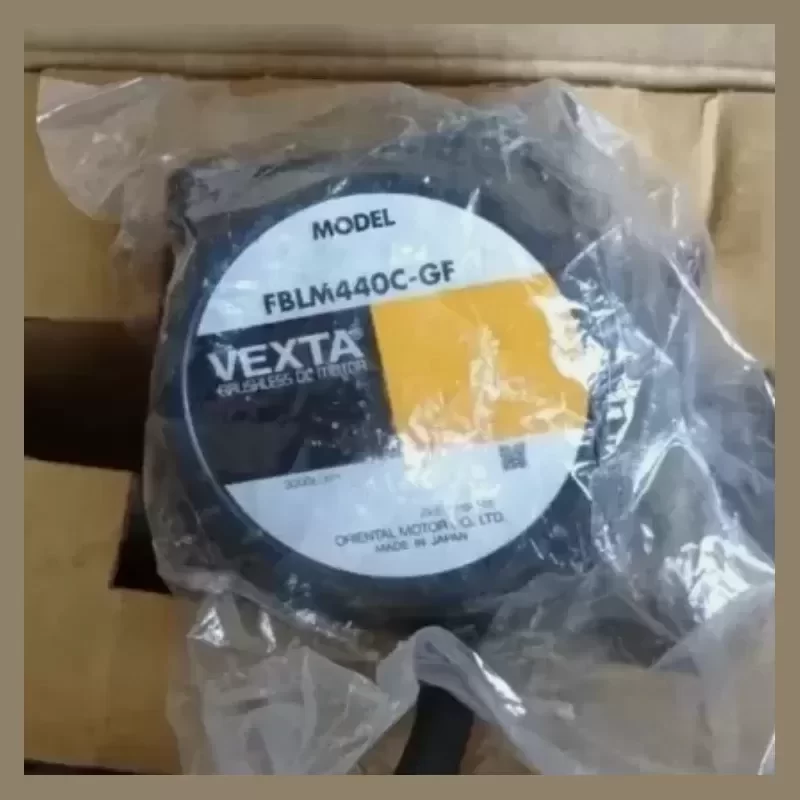 MODEL
FBLM440C-GF
VEXTA®
BRUSHLESS DC MOTOR
ORIENTAL MOTOR CO. LTD.
MADE IN JAPAN